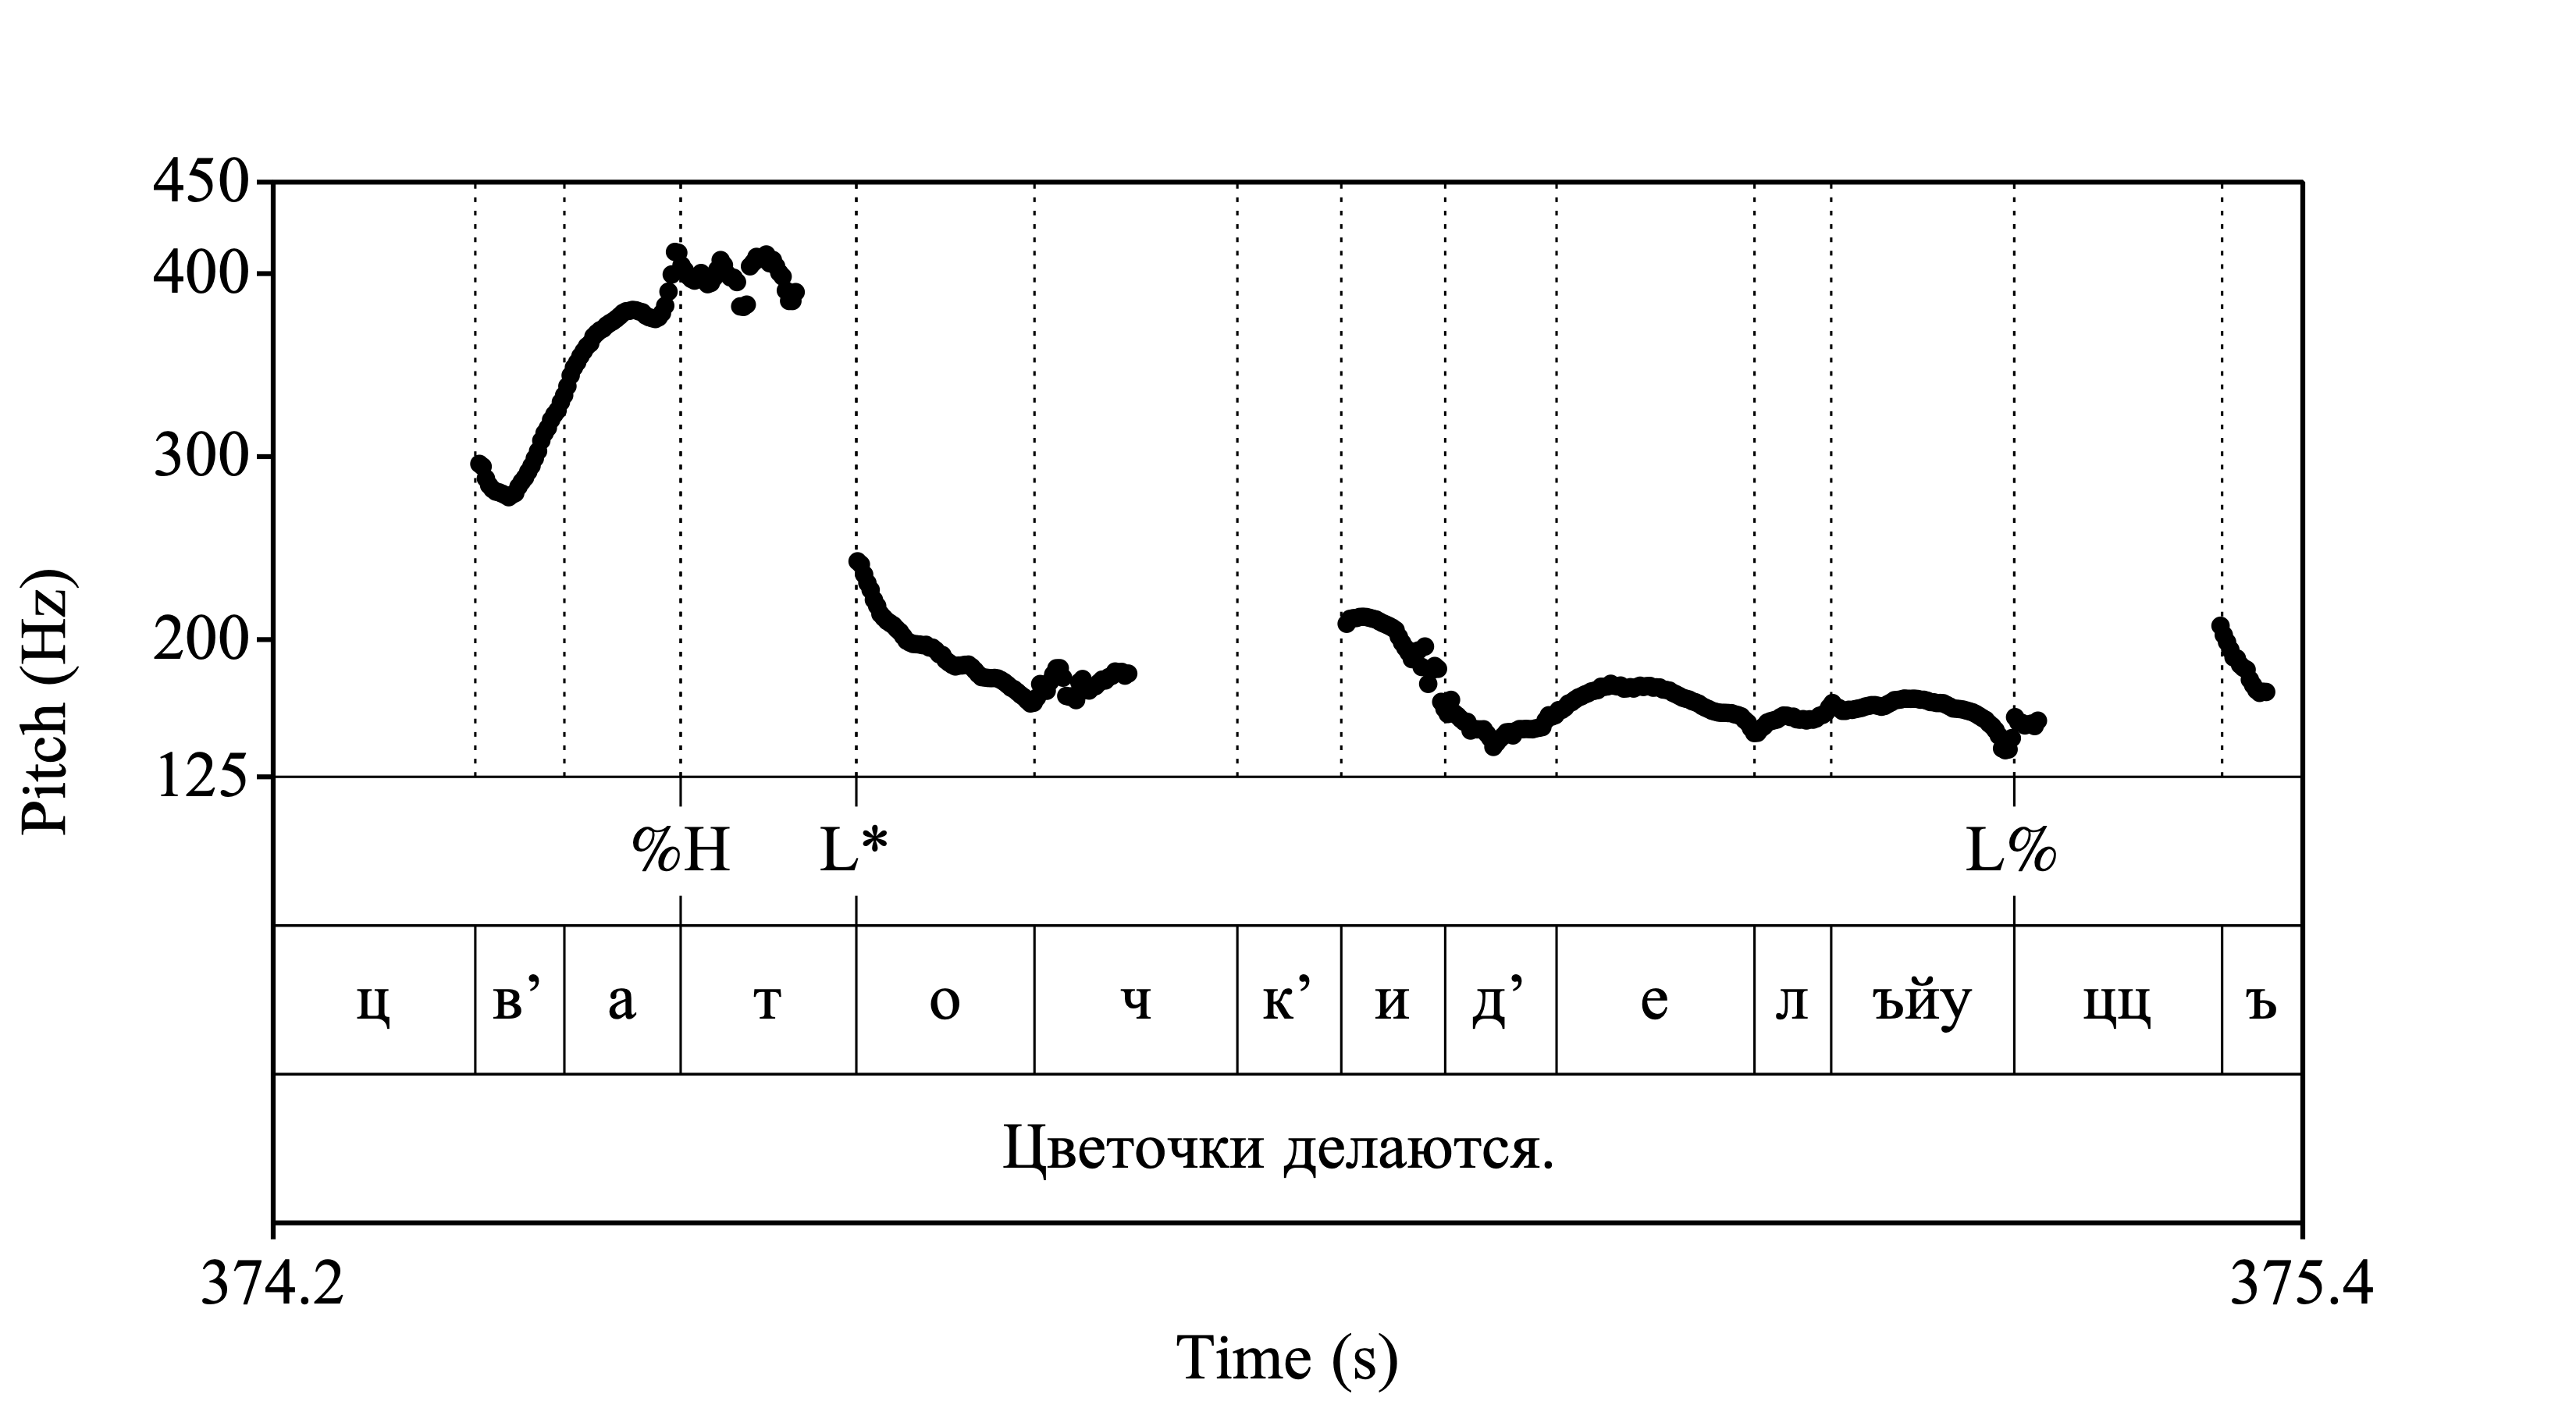 450
400
300
200
125
Pitch (Hz)
%H L* L%
ц в’ а т о ч к’ и д’ е л ъйу цц ъ
Цветочки делаются.
374.2 375.4
Time (s)